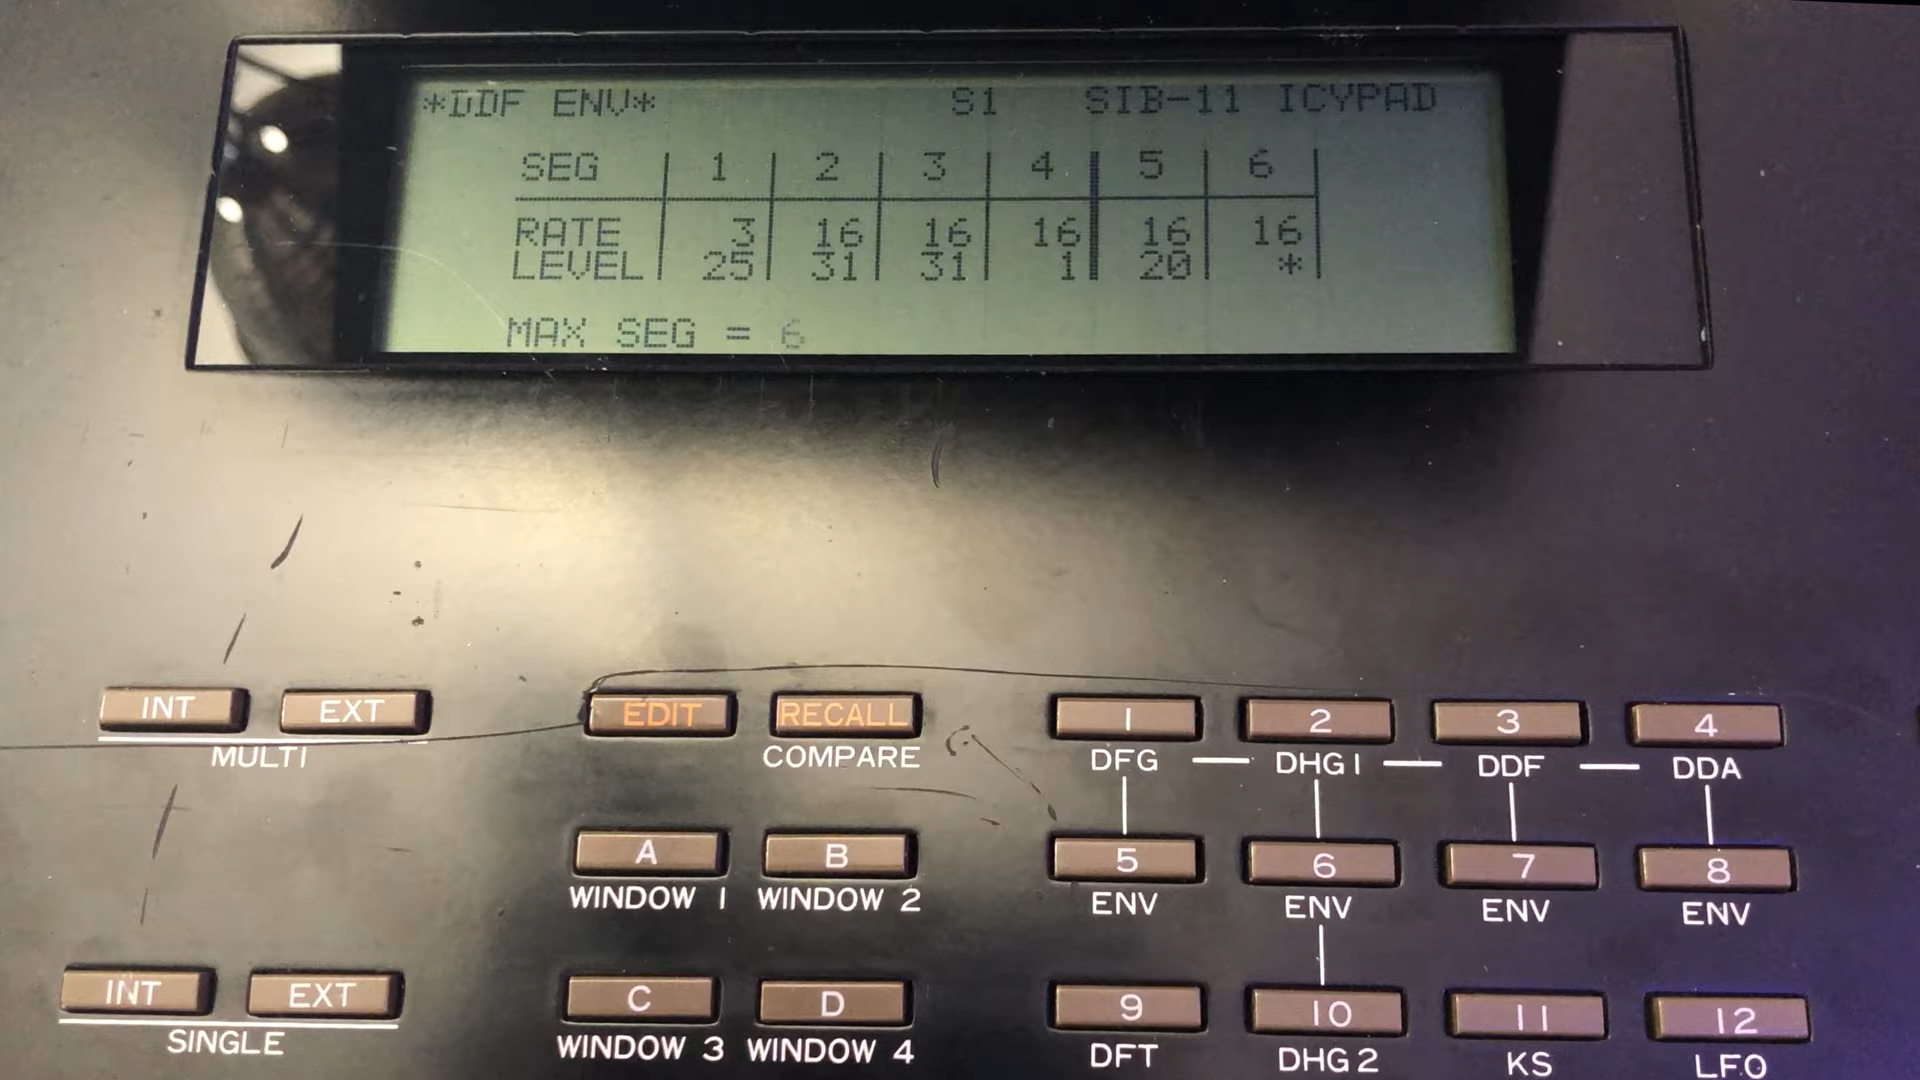 *DDF ENV* S1 SIB-11 ICYPAD
SEG 1 2 3 4 5 6
RATE 3 16 16 16 16 16
LEVEL 25 31 31 1 20 *
MAX SEG = 6
INT EXT EDIT RECALL 1 2 3 4
MULTI COMPARE DFG DHG1 DDF DDA
A B 5 6 7 8
WINDOW 1 WINDOW 2 ENV ENV ENV ENV
INT EXT C D 9 10 11 12
SINGLE WINDOW 3 WINDOW 4 DFT DHG2 KS LFO